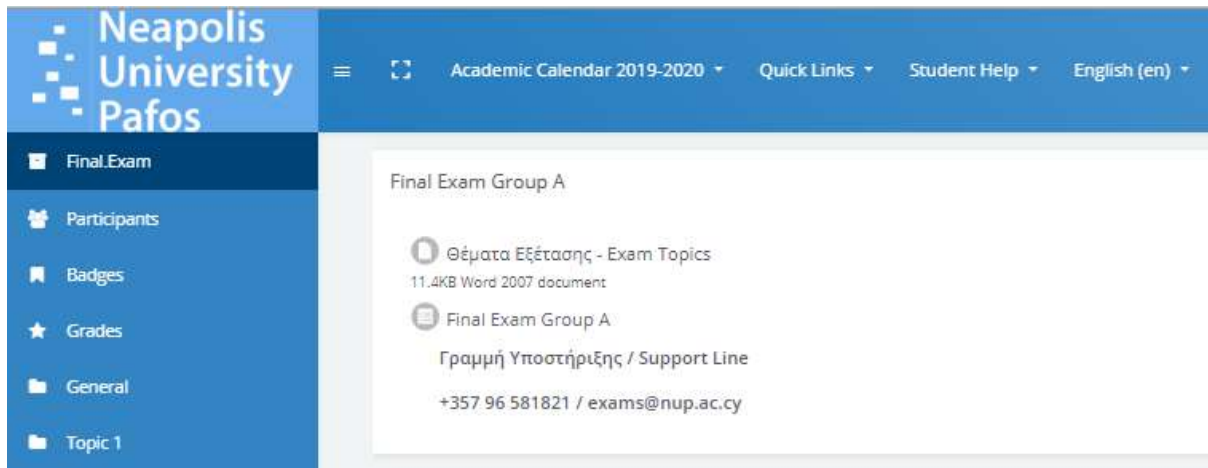 Neapolis
University
Pafos
Academic Calendar 2019-2020
Quick Links
Student Help
English (en)
Final.Exam
Participants
Badges
Grades
General
Topic 1
Final Exam Group A
Θέματα Εξέτασης - Exam Topics
11.4KB Word 2007 document
Final Exam Group A
Γραμμή Υποστήριξης / Support Line
+357 96 581821 / exams@nup.ac.cy